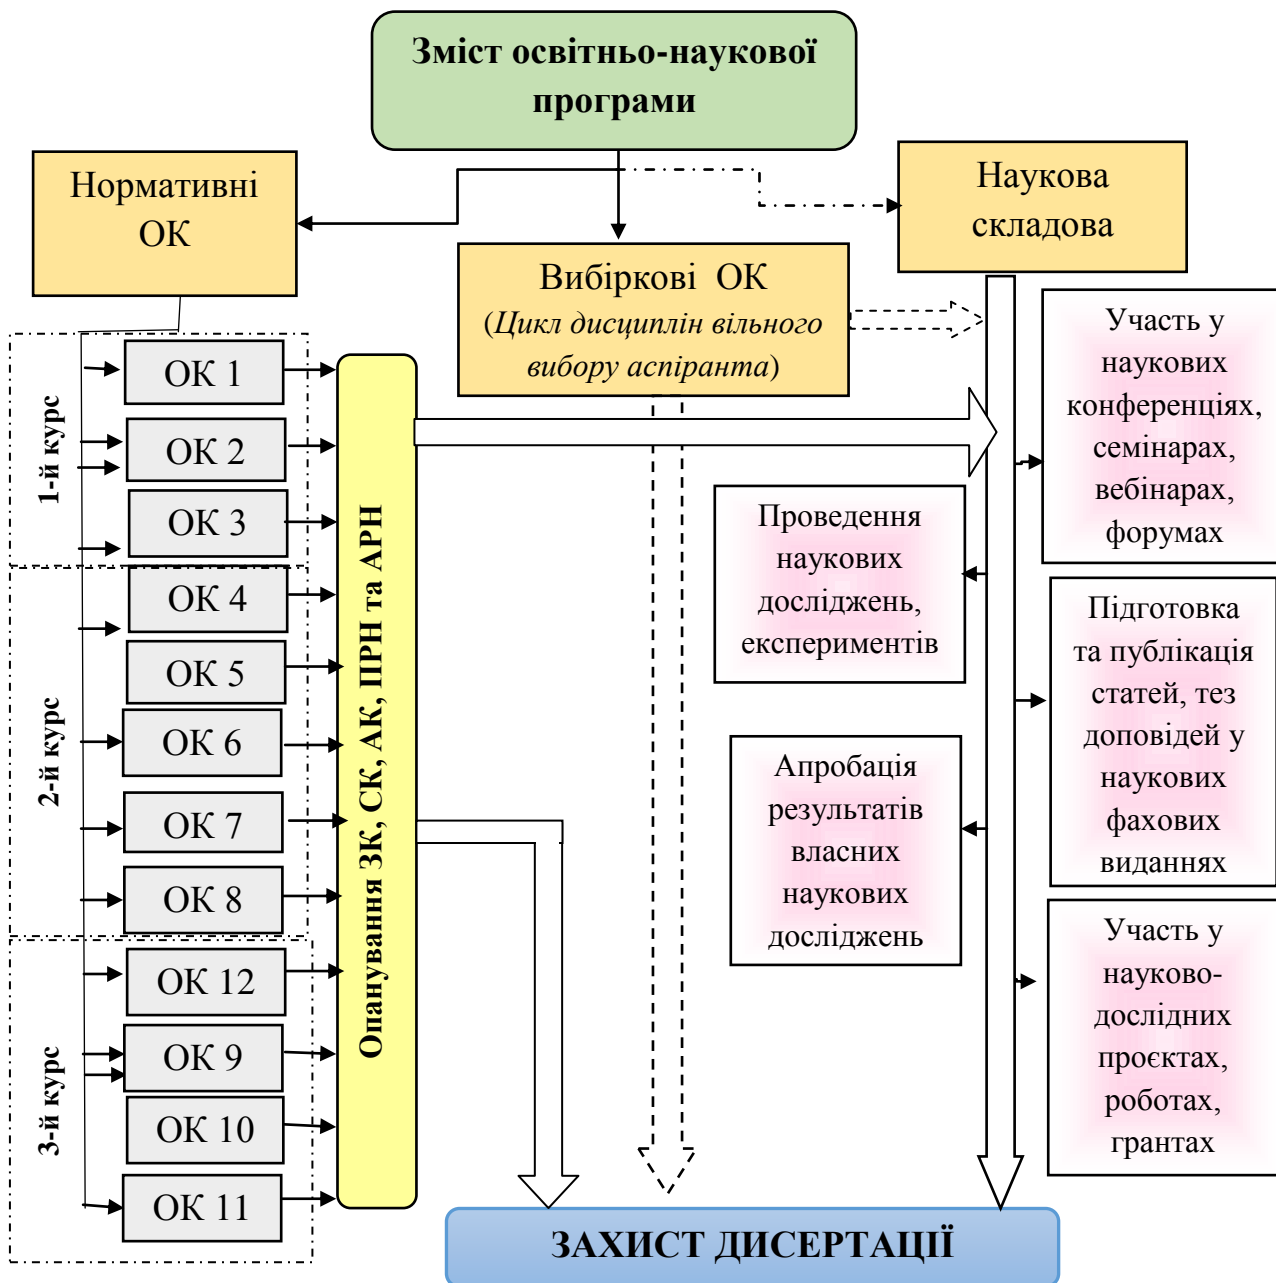 Зміст освітньо-наукової
програми
Нормативні
ОК
Наукова
складова
Вибіркові ОК
(Цикл дисциплін вільного
вибору аспіранта)
1-й курс
ОК 1
ОК 2
ОК 3
2-й курс
ОК 4
ОК 5
ОК 6
ОК 7
ОК 8
3-й курс
ОК 12
ОК 9
ОК 10
ОК 11
Опанування ЗК, СК, АК, ПРН та АРН
Проведення
наукових
досліджень,
експериментів
Апробація
результатів
власних
наукових
досліджень
Участь у
наукових
конференціях,
семінарах,
вебінарах,
форумах
Підготовка
та публікація
статей, тез
доповідей у
наукових
фахових
виданнях
Участь у
науково-
дослідних
проєктах,
роботах,
грантах
ЗАХИСТ ДИСЕРТАЦІЇ